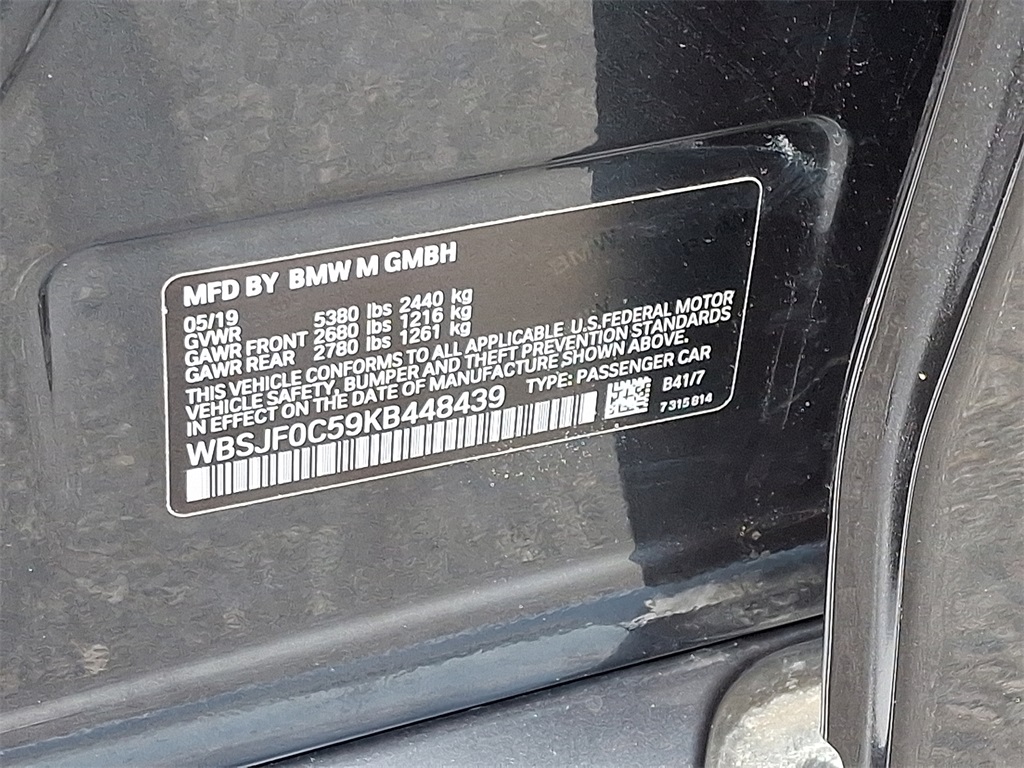 MFD BY BMW M GMBH
05/19
GVWR 5380 lbs 2440 kg
GAWR FRONT 2680 lbs 1216 kg
GAWR REAR 2780 lbs 1261 kg
THIS VEHICLE CONFORMS TO ALL APPLICABLE U.S.FEDERAL MOTOR
VEHICLE SAFETY, BUMPER AND THEFT PREVENTION STANDARDS
IN EFFECT ON THE DATE OF MANUFACTURE SHOWN ABOVE.
WBSJF0C59KB448439 TYPE: PASSENGER CAR
B41/7
7315814